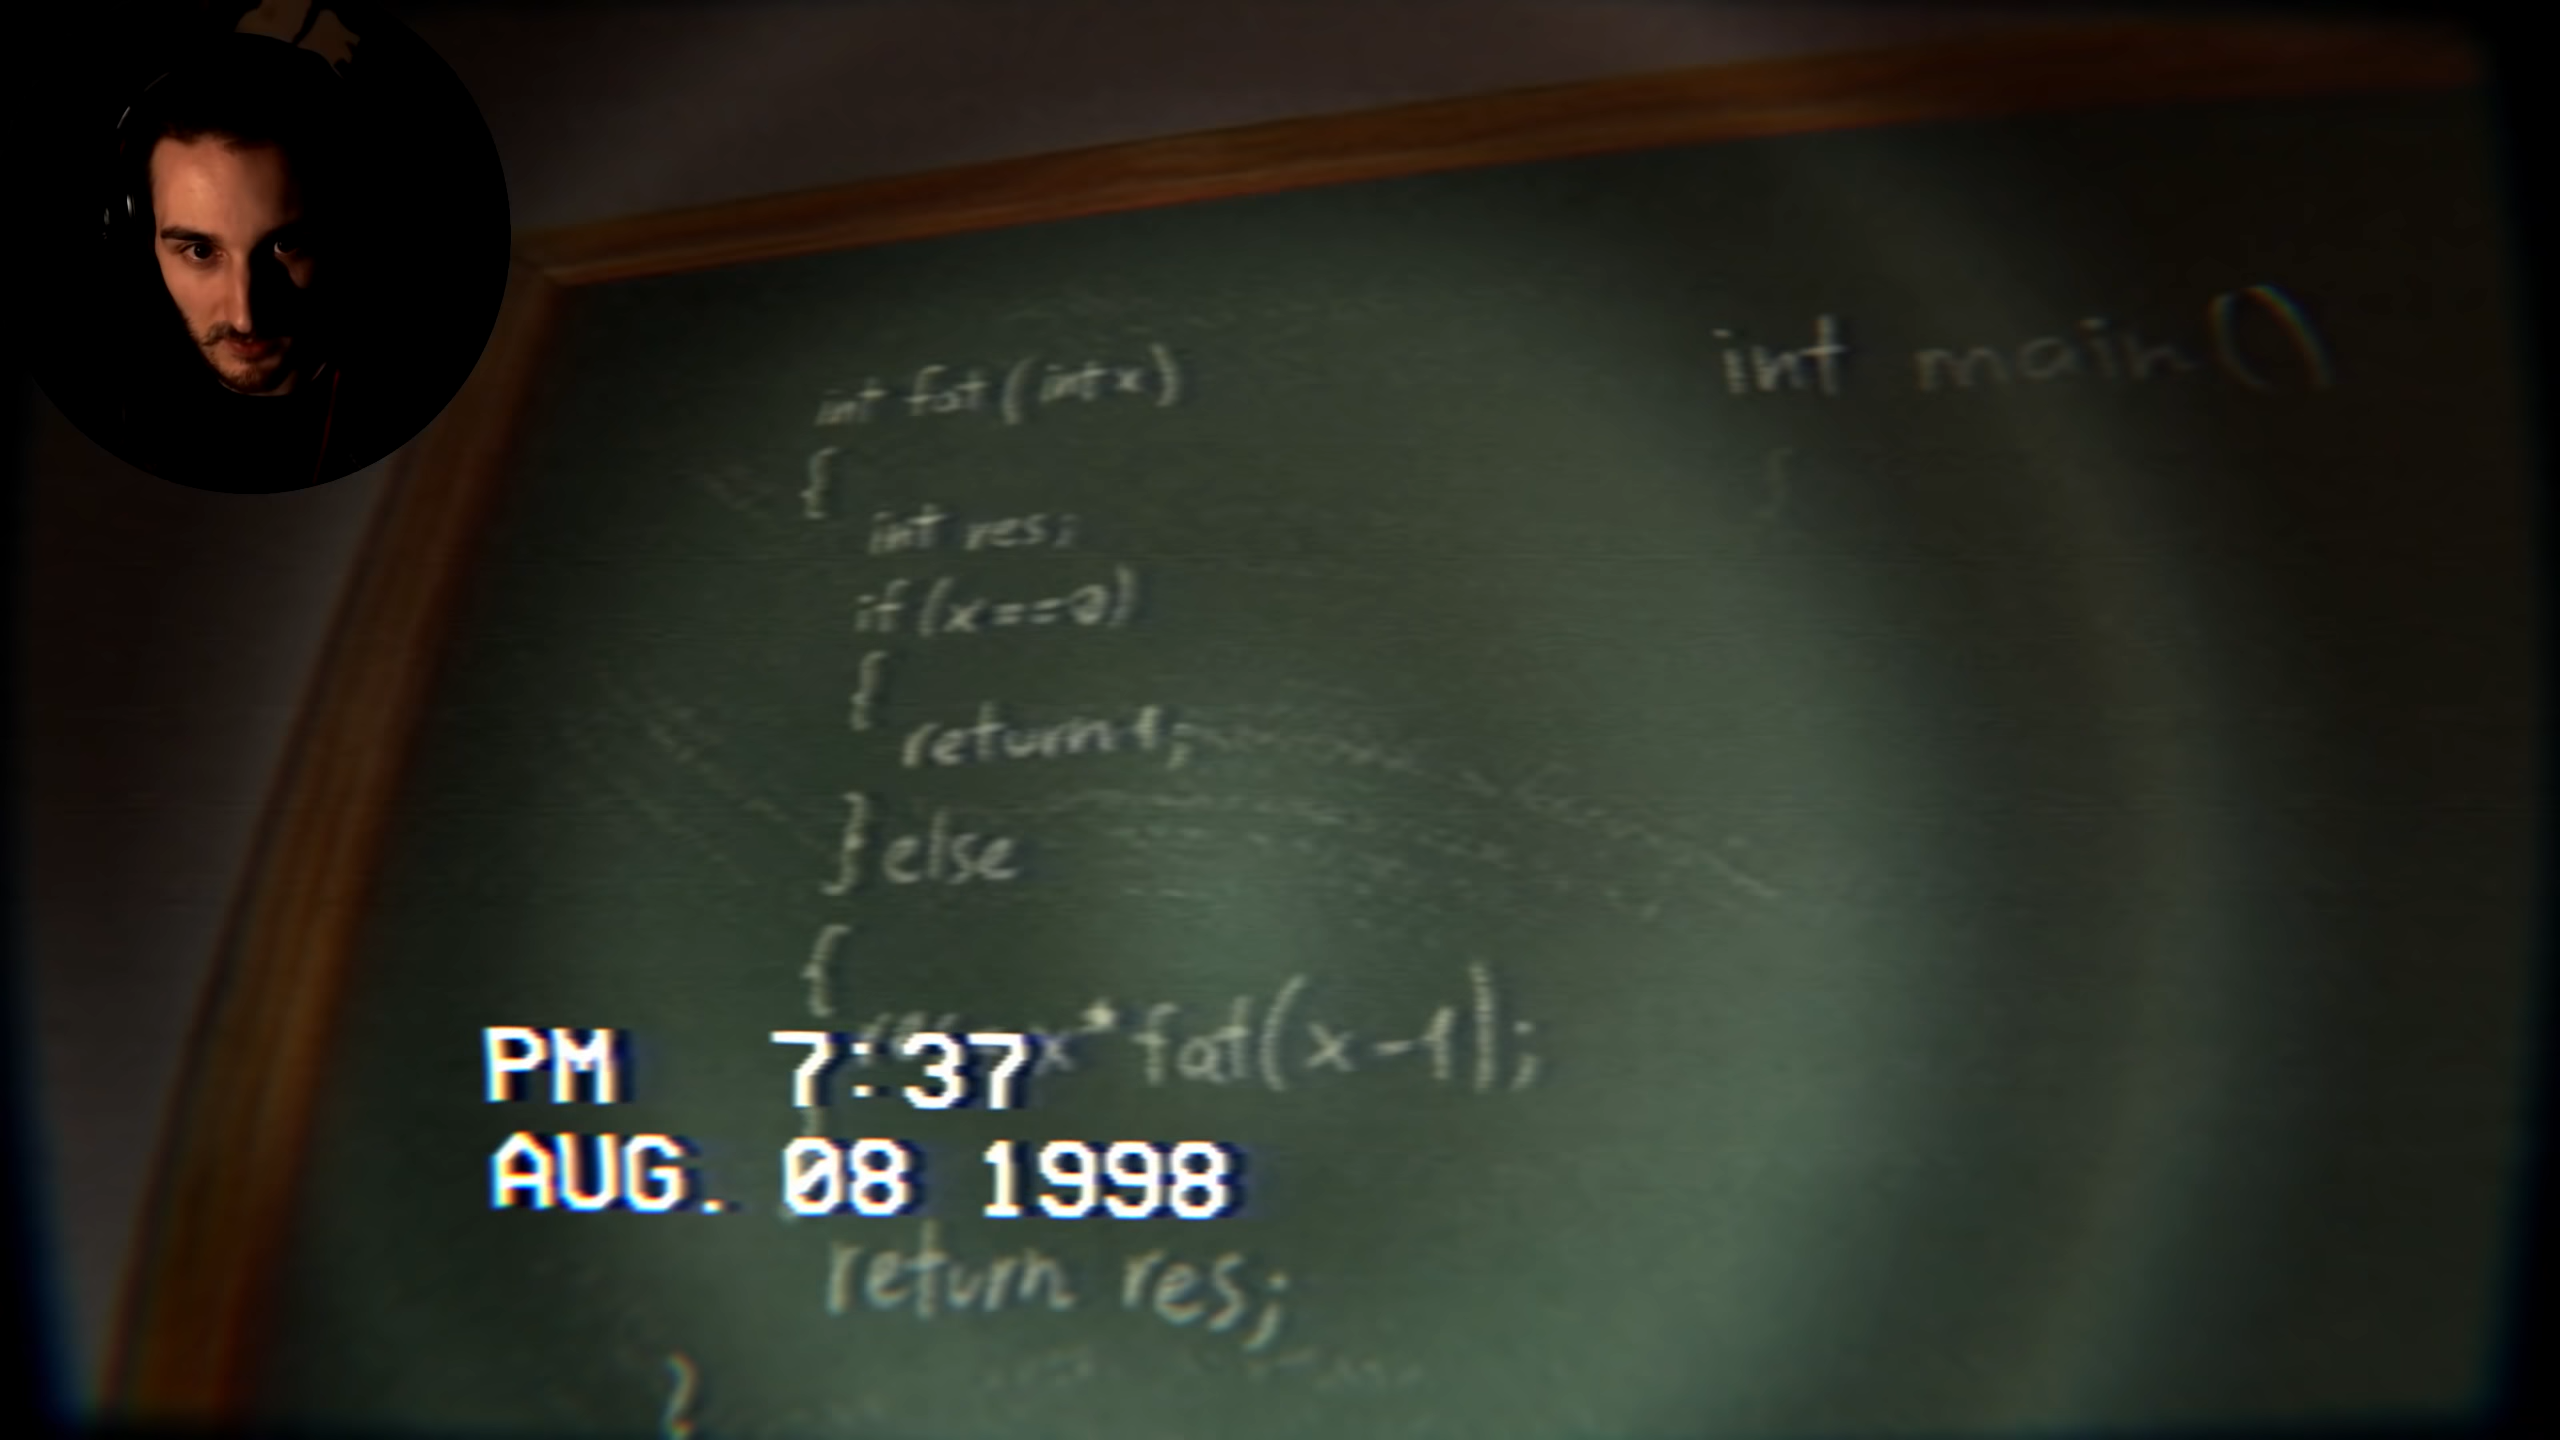 int fat (int x)
{
int res;
if (x==0)
{
return 1;
} else
{
x* fat(x-1);
return res;
}
int main()
{
PM 7:37
AUG. 08 1998